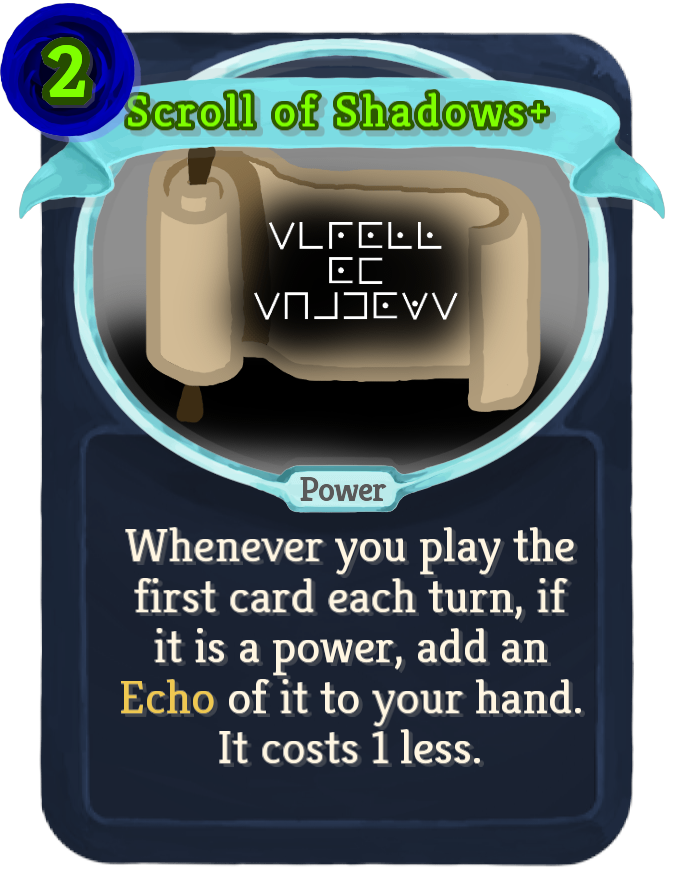 2
Scroll of Shadows+
Power
Whenever you play the
first card each turn, if
it is a power, add an
Echo of it to your hand.
It costs 1 less.